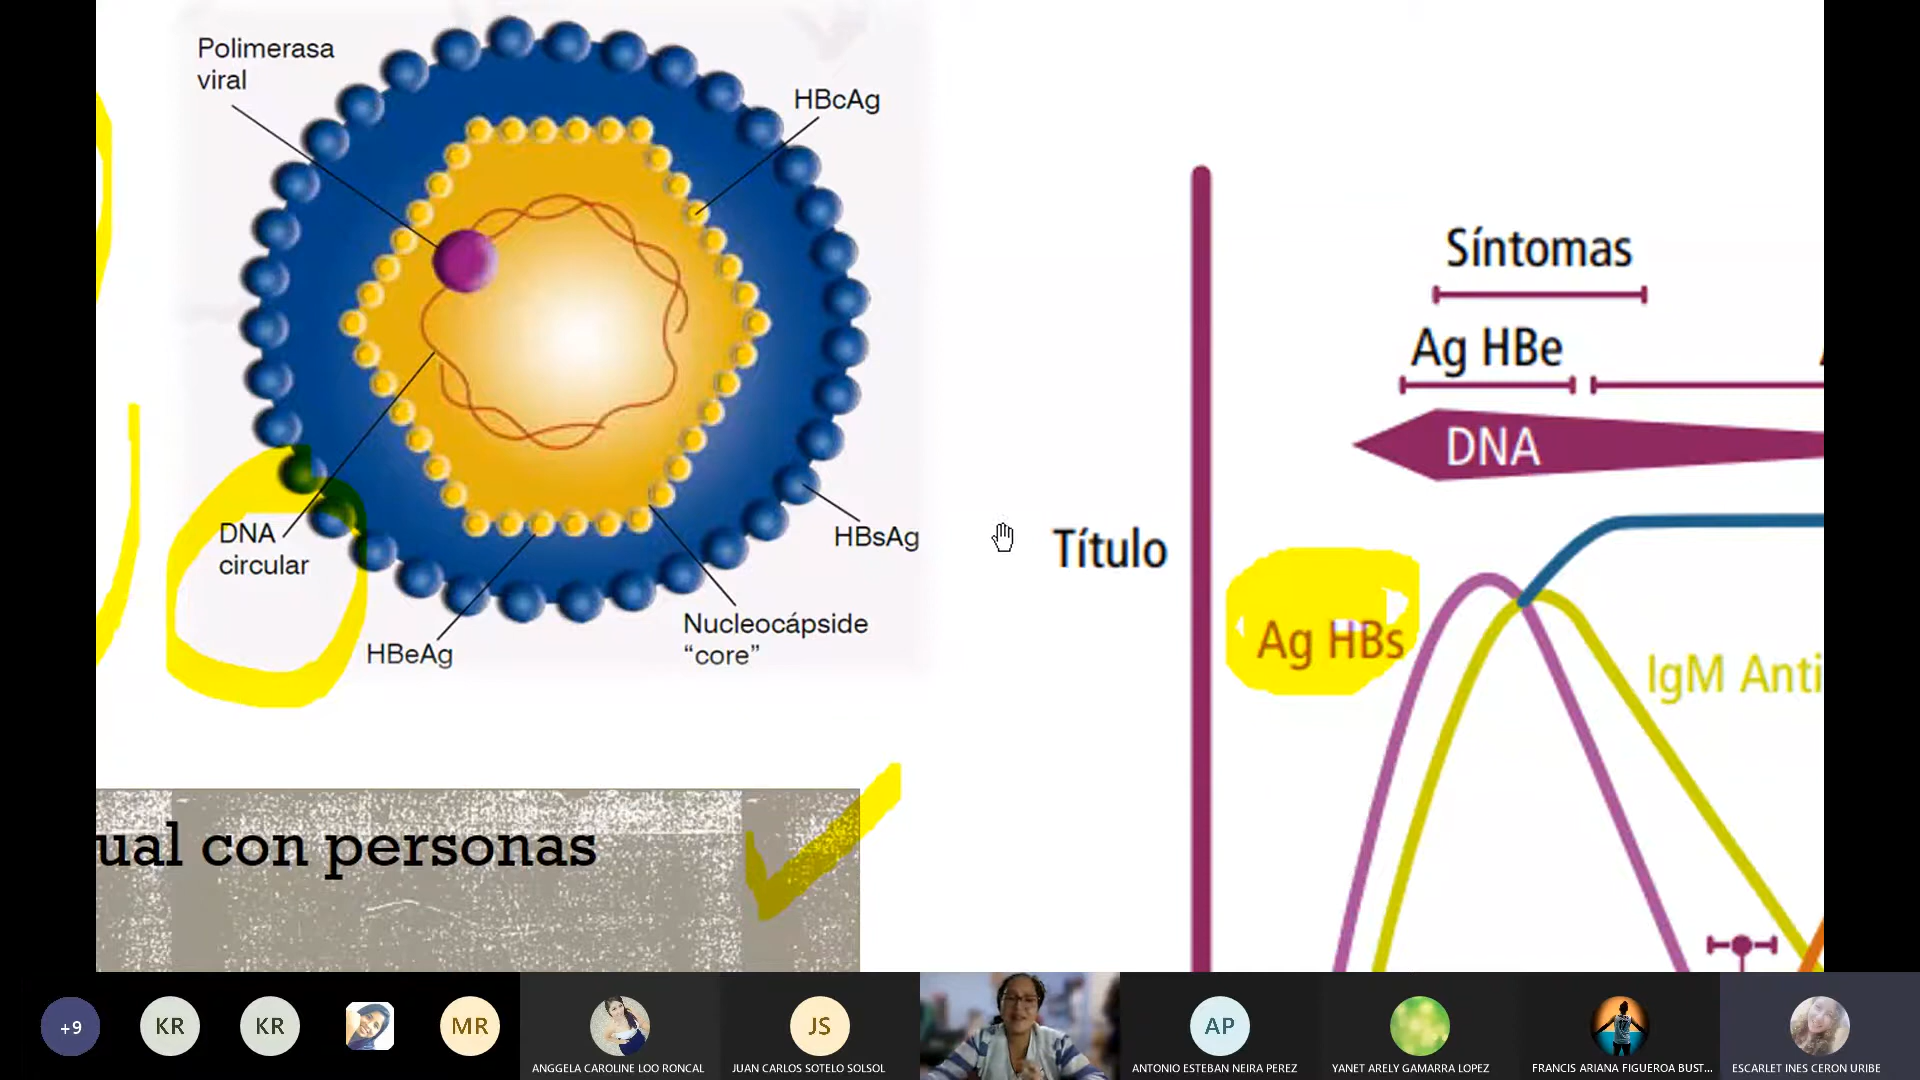 Polimerasa
viral
HBcAg
DNA
circular
HBeAg
Nucleocápside
“core”
HBsAg
ual con personas
Síntomas
Ag HBe
DNA
Título
Ag HBs
IgM Anti
+9
KR
KR
MR
JS
AP
ANGGELA CAROLINE LOO RONCAL
JUAN CARLOS SOTELO SOLSOL
ANTONIO ESTEBAN NEIRA PEREZ
YANET ARELY GAMARRA LOPEZ
FRANCIS ARIANA FIGUEROA BUST...
ESCARLET INES CERON URIBE